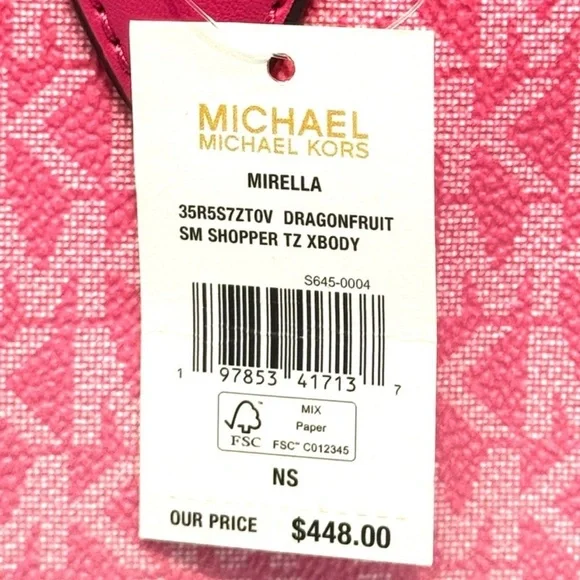 MICHAEL
MICHAEL KORS
MIRELLA
35R5S7ZT0V DRAGONFRUIT
SM SHOPPER TZ XBODY
S645-0004
1 97853 41713 7
FSC
MIX
Paper
FSC™ C012345
NS
OUR PRICE $448.00